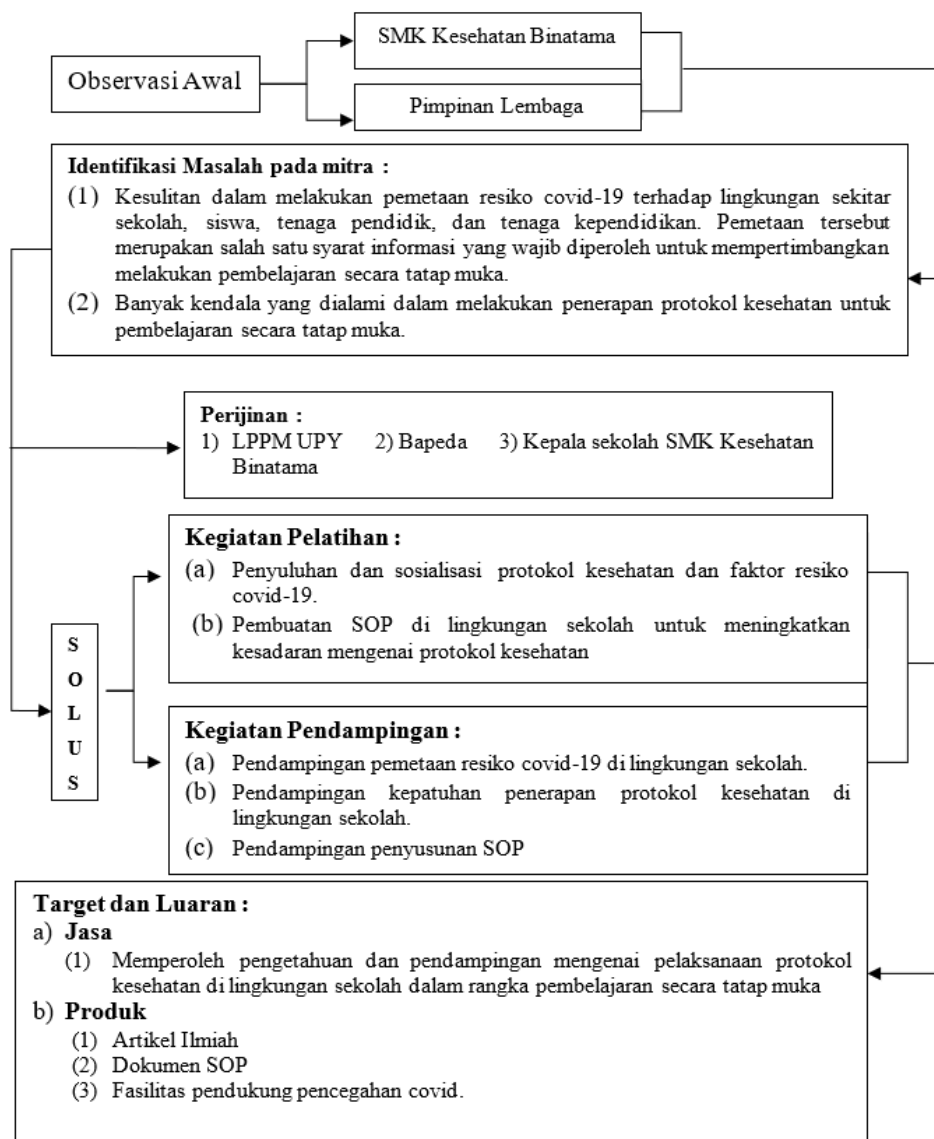 Observasi Awal
SMK Kesehatan Binatama
Pimpinan Lembaga
Identifikasi Masalah pada mitra :
(1) Kesulitan dalam melakukan pemetaan resiko covid-19 terhadap lingkungan sekitar
sekolah, siswa, tenaga pendidik, dan tenaga kependidikan. Pemetaan tersebut
merupakan salah satu syarat informasi yang wajib diperoleh untuk mempertimbangkan
melakukan pembelajaran secara tatap muka.
(2) Banyak kendala yang dialami dalam melakukan penerapan protokol kesehatan untuk
pembelajaran secara tatap muka.
Perijinan :
1) LPPM UPY 2) Bapeda 3) Kepala sekolah SMK Kesehatan
Binatama
S
O
L
U
S
Kegiatan Pelatihan :
(a) Penyuluhan dan sosialisasi protokol kesehatan dan faktor resiko
covid-19.
(b) Pembuatan SOP di lingkungan sekolah untuk meningkatkan
kesadaran mengenai protokol kesehatan
Kegiatan Pendampingan :
(a) Pendampingan pemetaan resiko covid-19 di lingkungan sekolah.
(b) Pendampingan kepatuhan penerapan protokol kesehatan di
lingkungan sekolah.
(c) Pendampingan penyusunan SOP
Target dan Luaran :
a) Jasa
(1) Memperoleh pengetahuan dan pendampingan mengenai pelaksanaan protokol
kesehatan di lingkungan sekolah dalam rangka pembelajaran secara tatap muka
b) Produk
(1) Artikel Ilmiah
(2) Dokumen SOP
(3) Fasilitas pendukung pencegahan covid.